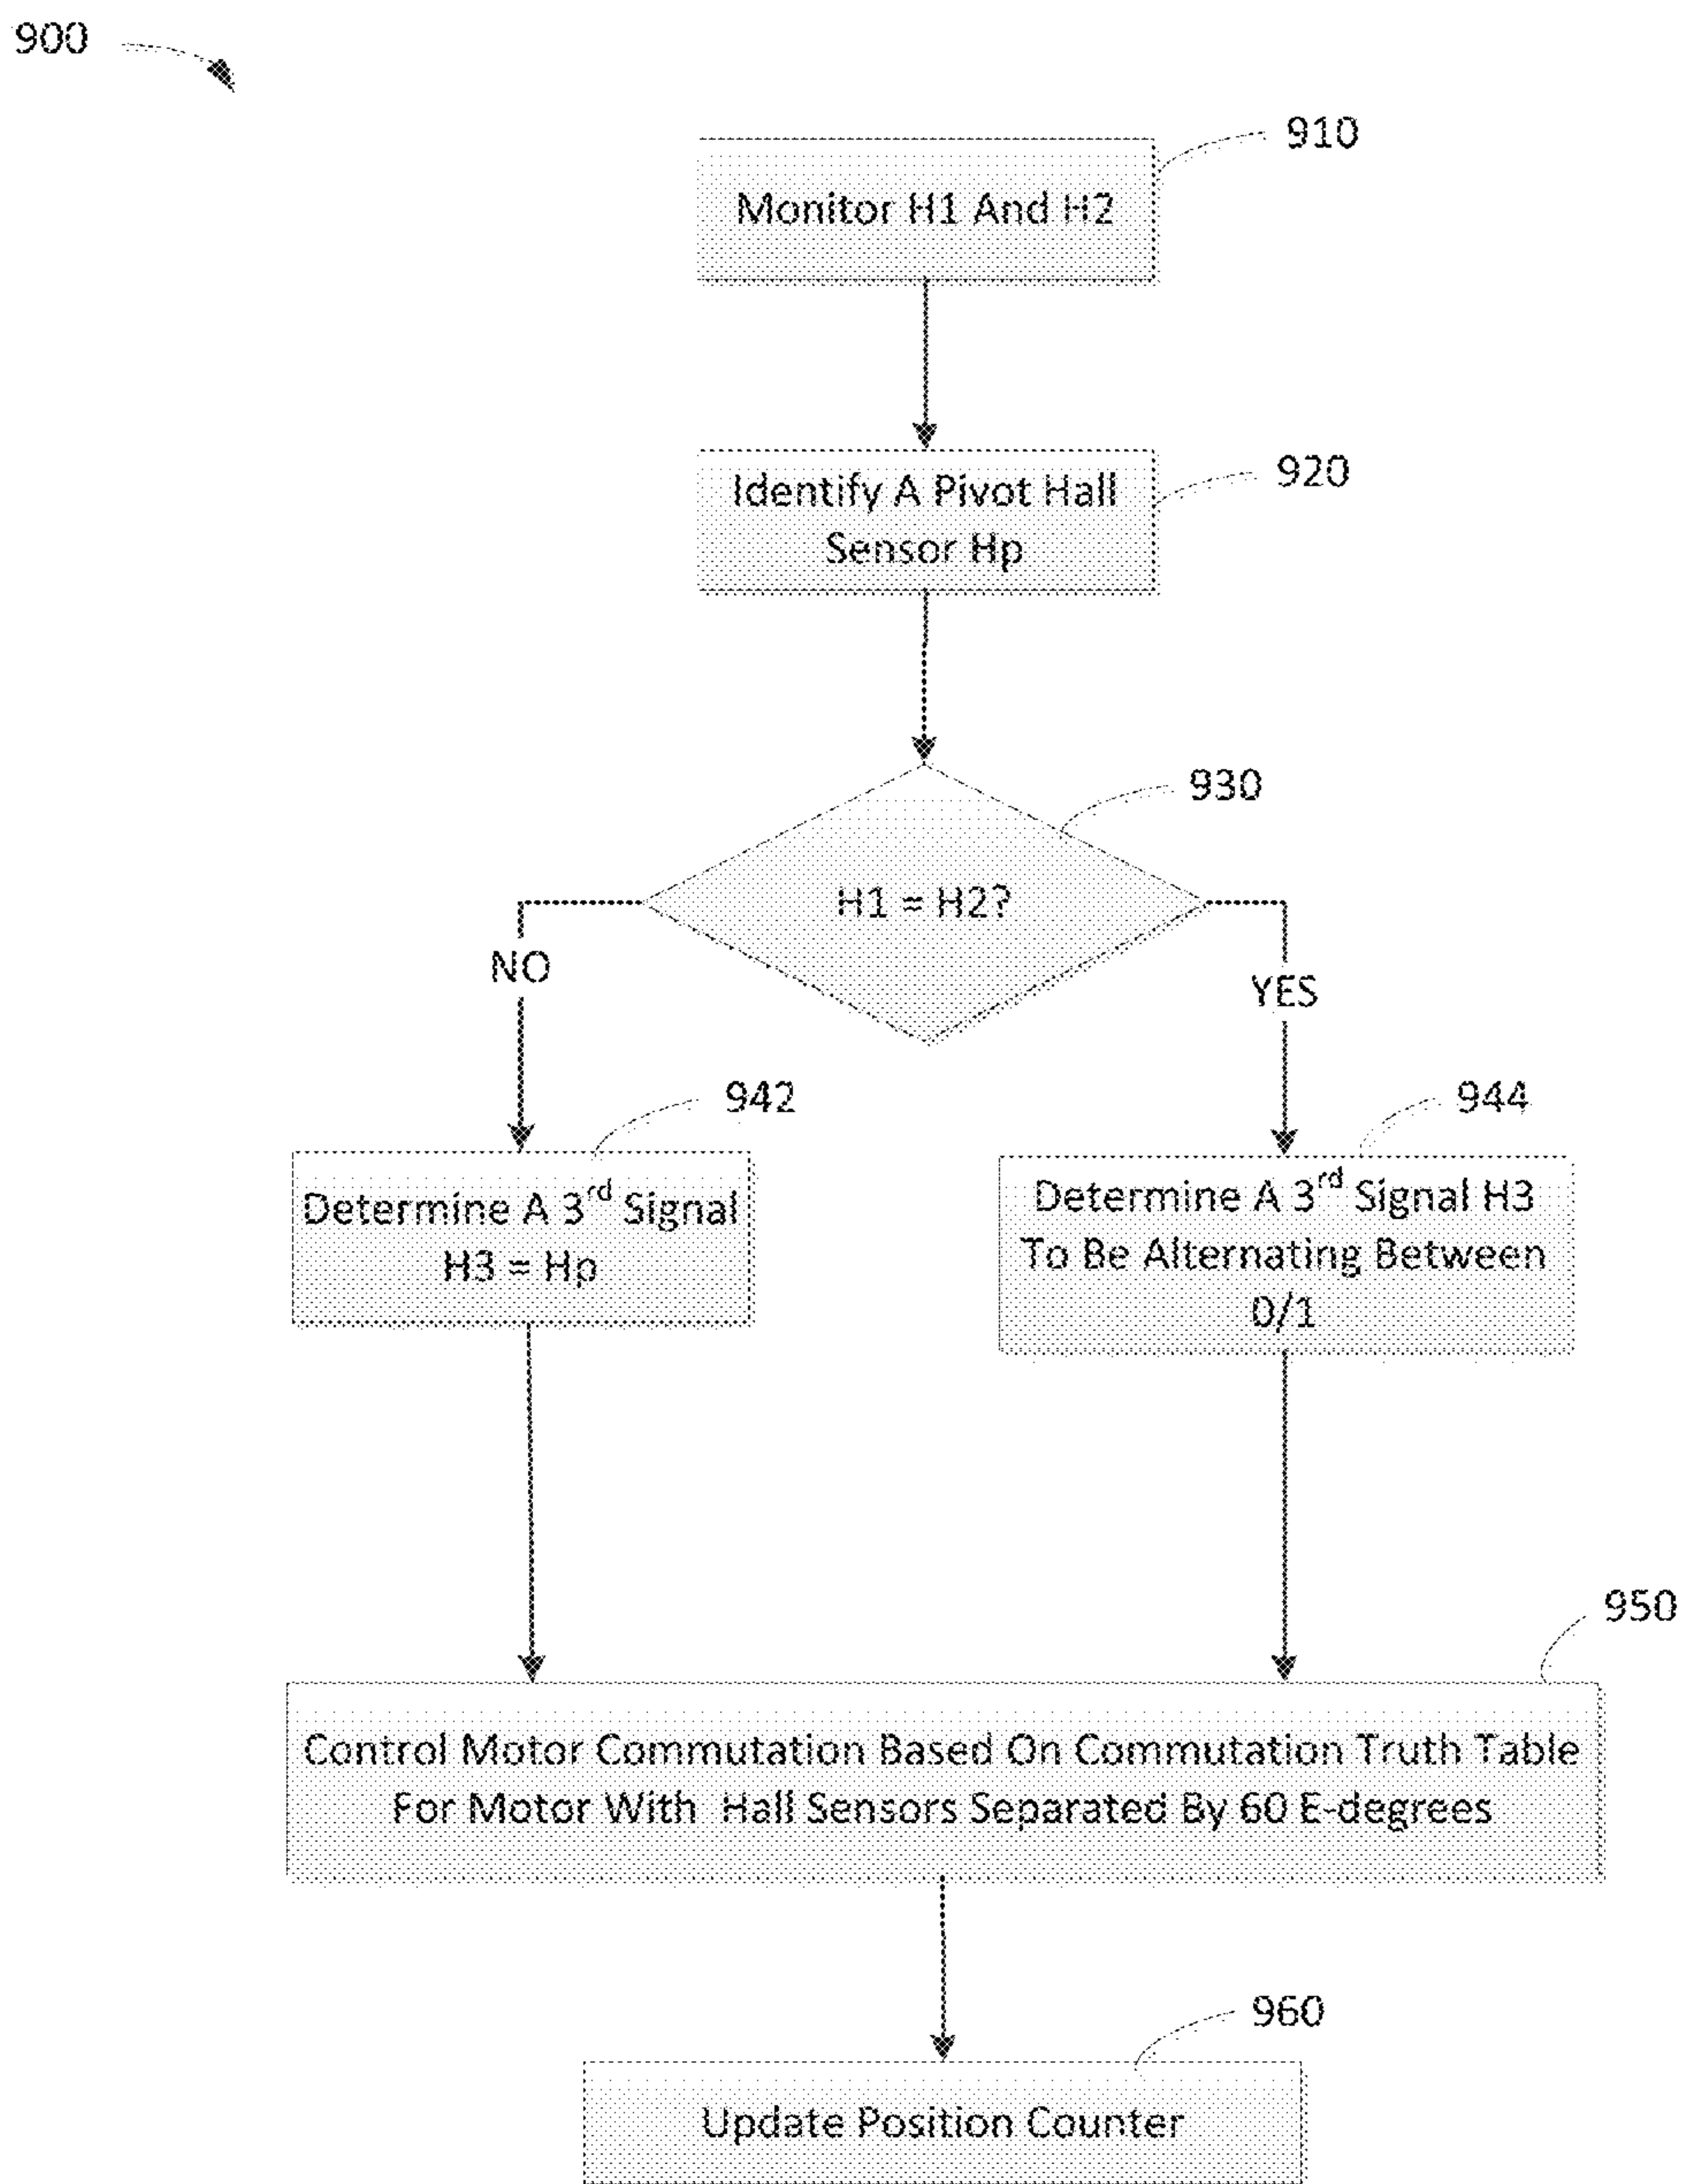 900
910
Monitor H1 And H2
920
Identify A Pivot Hall
Sensor Hp
930
H1 = H2?
NO
YES
942
944
Determine A 3rd Signal
H3 = Hp
Determine A 3rd Signal H3
To Be Alternating Between
0/1
950
Control Motor Commutation Based On Commutation Truth Table
For Motor With Hall Sensors Separated By 60 E-degrees
960
Update Position Counter